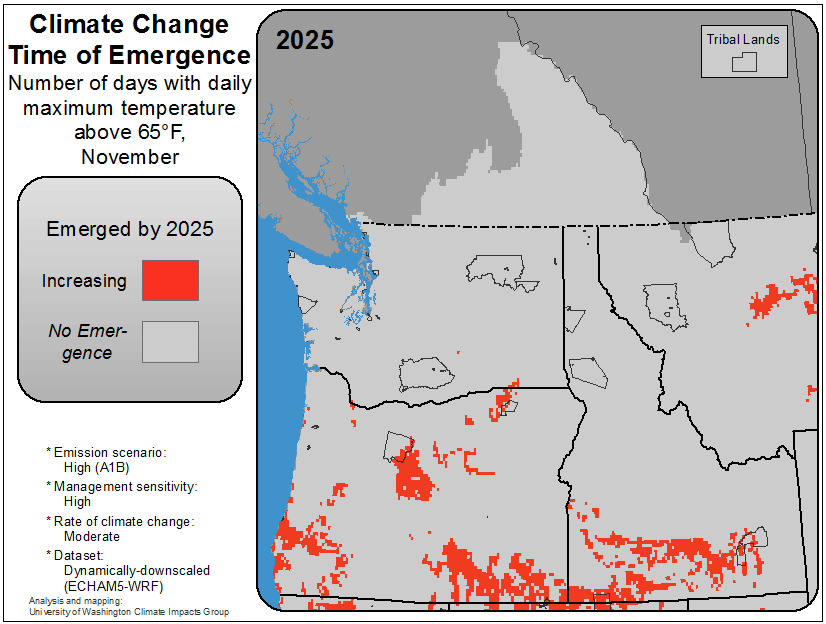 Climate Change
Time of Emergence
Number of days with daily
maximum temperature
above 65°F,
November
Emerged by 2025
Increasing
No Emer-
gence
* Emission scenario:
High (A1B)
* Management sensitivity:
High
* Rate of climate change:
Moderate
* Dataset:
Dynamically-downscaled
(ECHAM5-WRF)
Analysis and mapping:
University of Washington Climate Impacts Group
2025
Tribal Lands